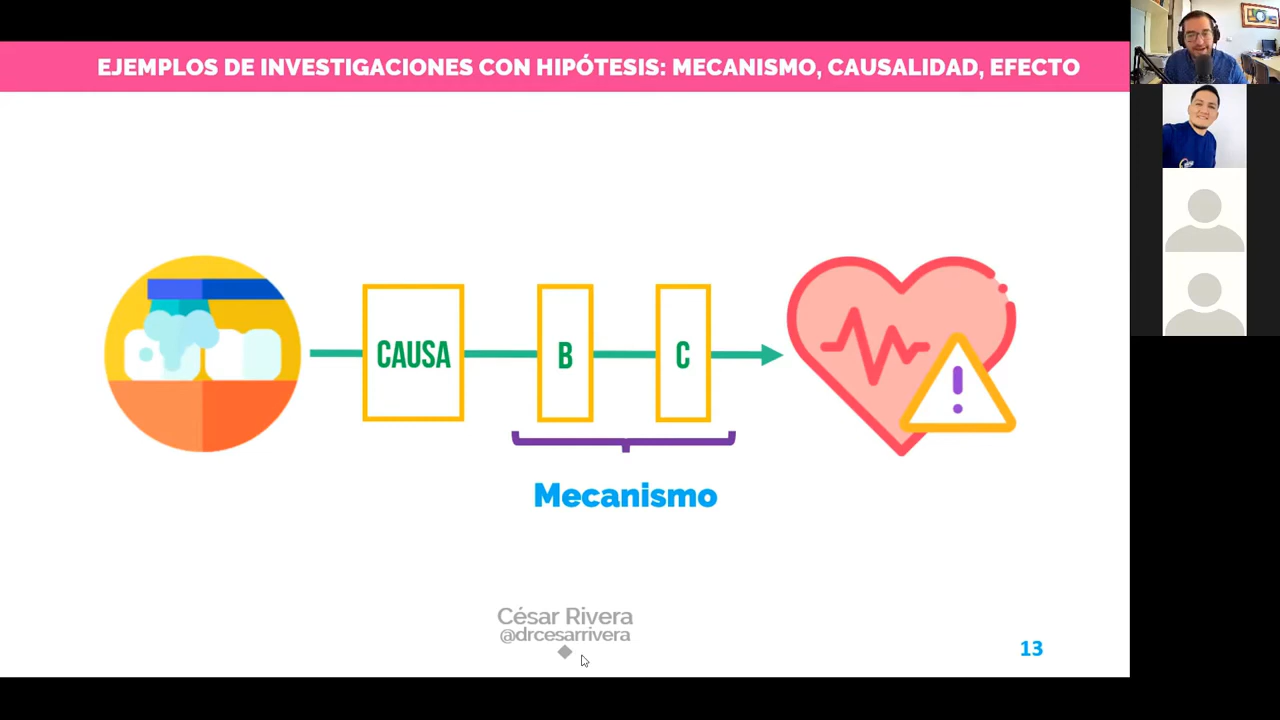 EJEMPLOS DE INVESTIGACIONES CON HIPÓTESIS: MECANISMO, CAUSALIDAD, EFECTO
CAUSA
B
C
Mecanismo
César Rivera
@drcesarrivera
13